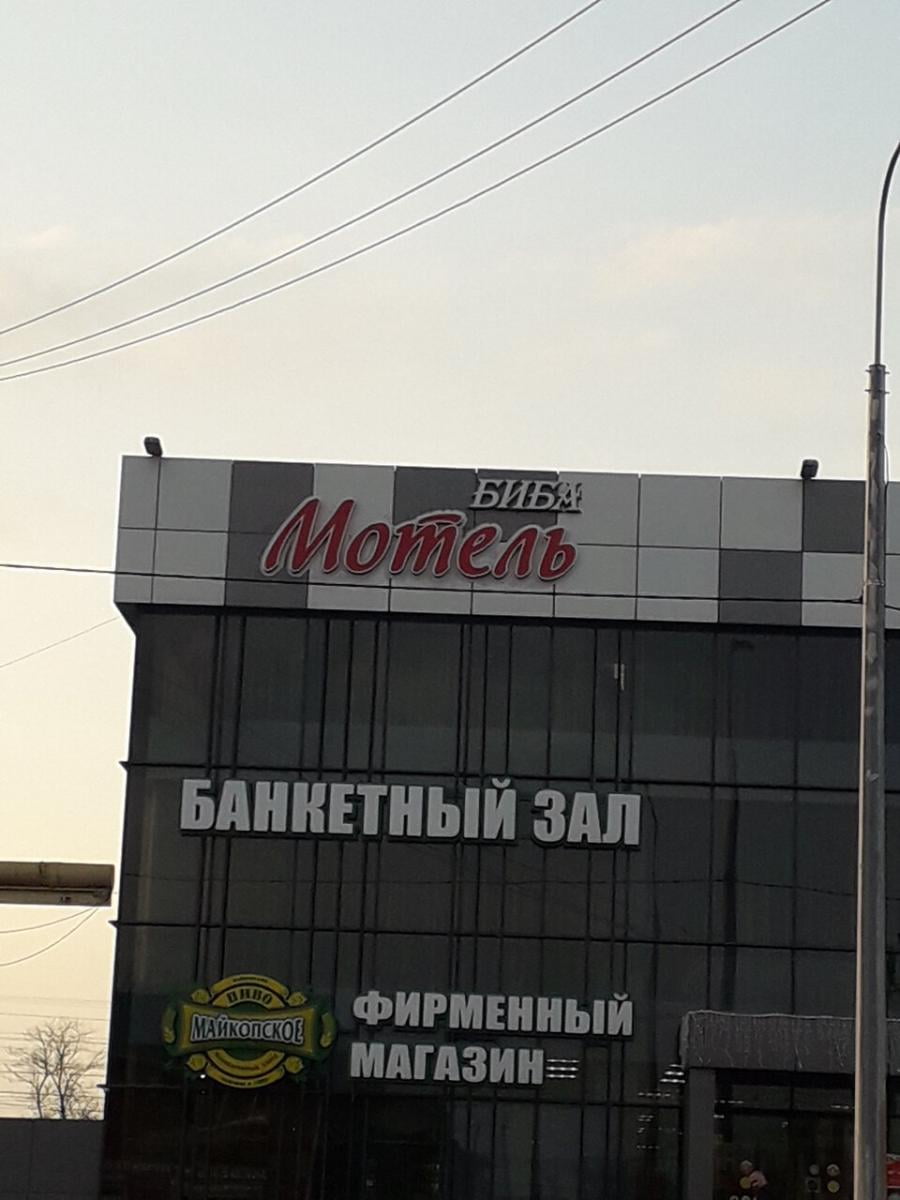 БИБА
Мотель
БАНКЕТНЫЙ ЗАЛ
ПИВО
МАЙКОПСКОЕ
ФИРМЕННЫЙ
МАГАЗИН